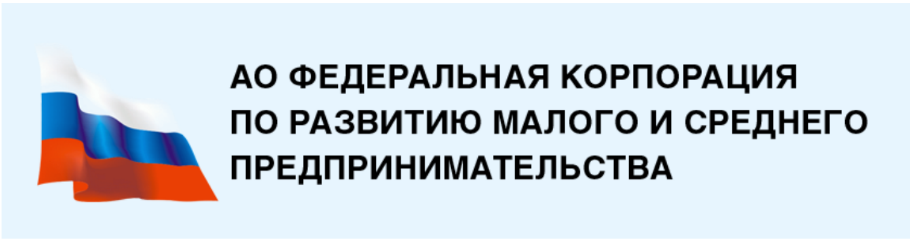 АО ФЕДЕРАЛЬНАЯ КОРПОРАЦИЯ
ПО РАЗВИТИЮ МАЛОГО И СРЕДНЕГО
ПРЕДПРИНИМАТЕЛЬСТВА